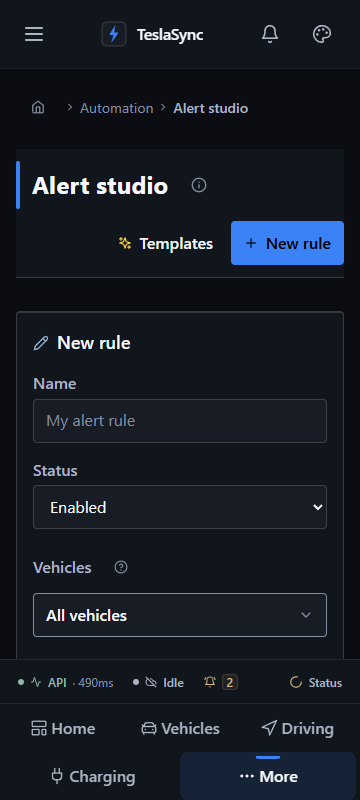 TeslaSync
Automation
Alert studio
Alert studio
Templates
New rule
New rule
Name
My alert rule
Status
Enabled
Vehicles
All vehicles
API · 490ms
Idle
2
Status
Home
Vehicles
Driving
Charging
More